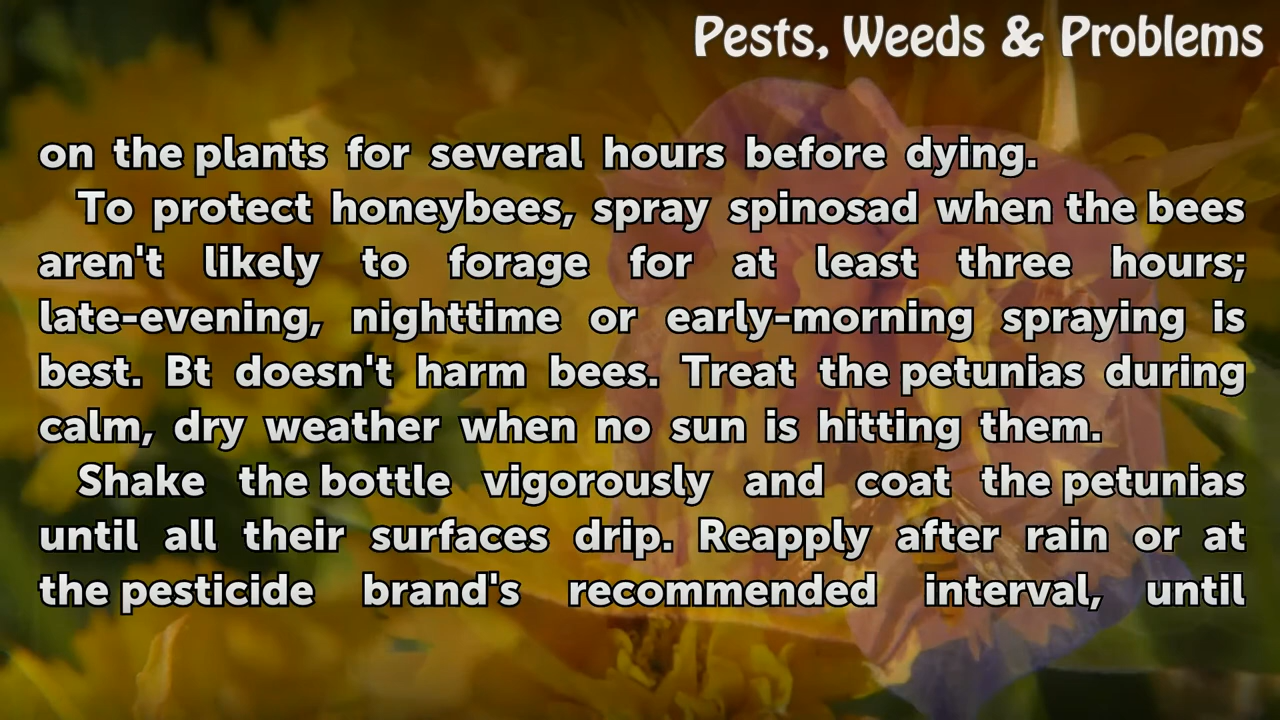 Pests, Weeds & Problems
on the plants for several hours before dying.
To protect honeybees, spray spinosad when the bees
aren't likely to forage for at least three hours;
late-evening, nighttime or early-morning spraying is
best. Bt doesn't harm bees. Treat the petunias during
calm, dry weather when no sun is hitting them.
Shake the bottle vigorously and coat the petunias
until all their surfaces drip. Reapply after rain or at
the pesticide brand's recommended interval, until